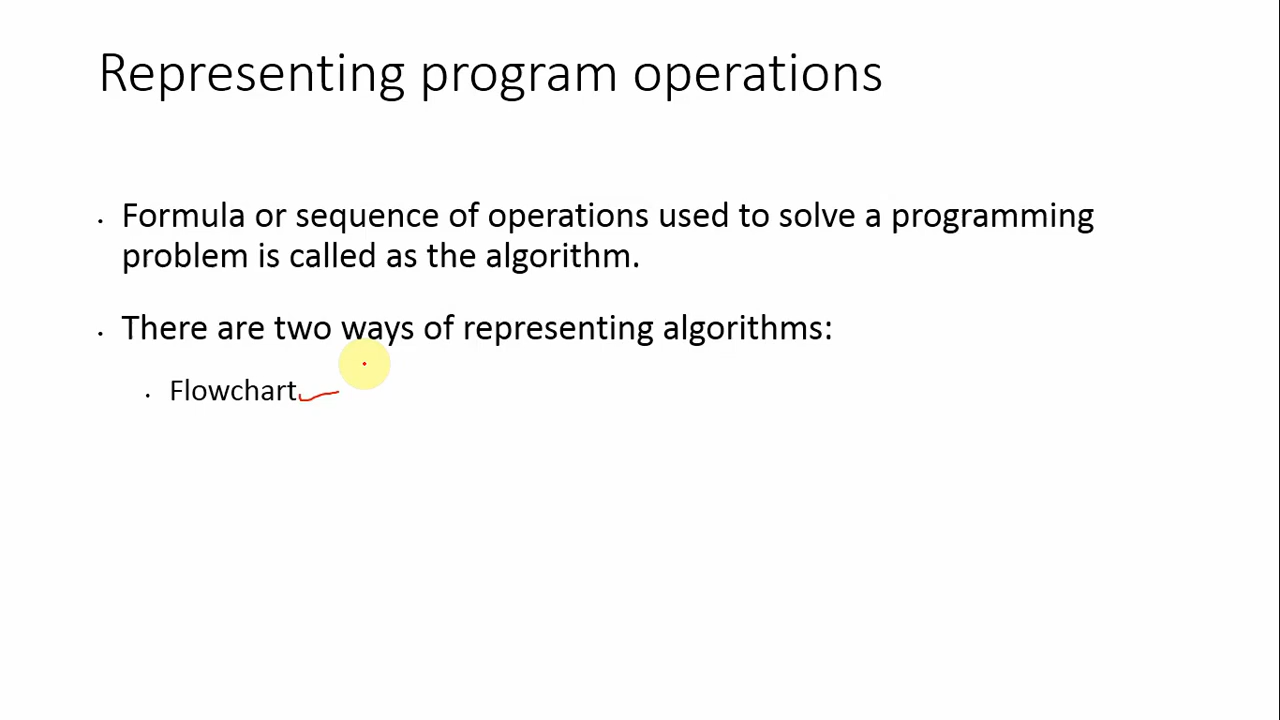 Representing program operations
• Formula or sequence of operations used to solve a programming
problem is called as the algorithm.
• There are two ways of representing algorithms:
• Flowchart